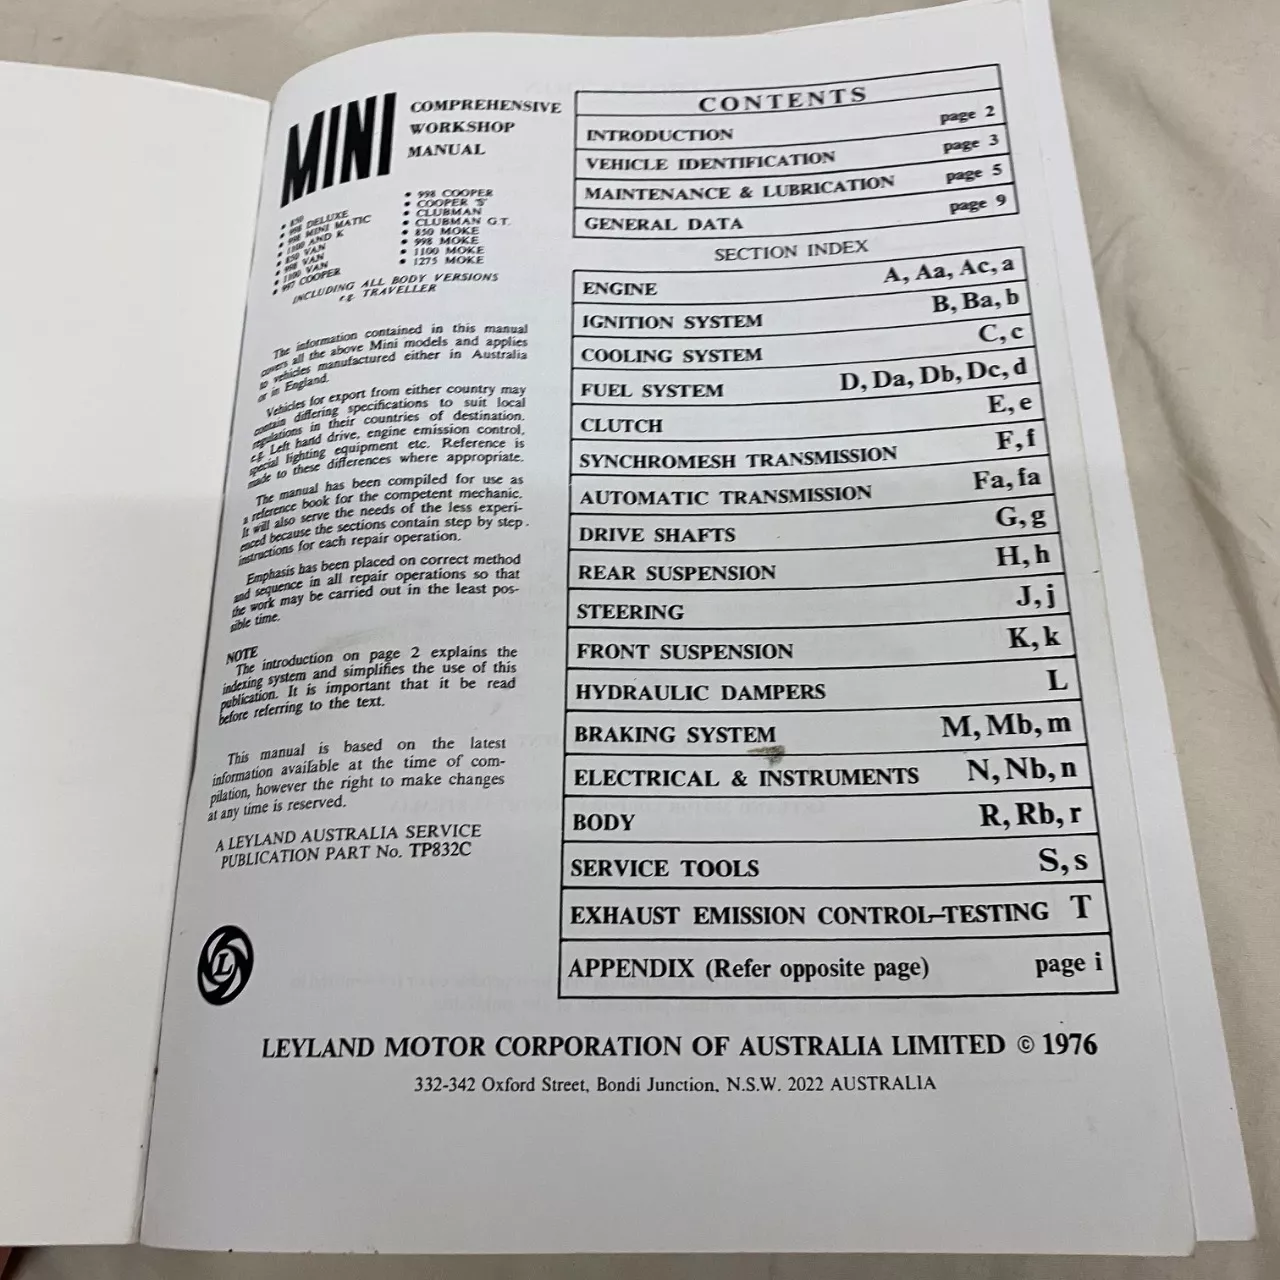 MINI
COMPREHENSIVE
WORKSHOP
MANUAL
• 850
• 998 DELUXE
• 998 MINI MATIC
• 1100 AND K
• 850 VAN
• 998 VAN
• 1100 VAN
• 997 COOPER
• 998 COOPER
• COOPER 'S'
• CLUBMAN
• CLUBMAN G.T.
• 850 MOKE
• 998 MOKE
• 1100 MOKE
• 1275 MOKE
INCLUDING ALL BODY VERSIONS
e.g. TRAVELLER
The information contained in this manual
covers all the above Mini models and applies
to vehicles manufactured either in Australia
or in England.
Vehicles for export from either country may
contain differing specifications to suit local
regulations in their countries of destination.
e.g. Left hand drive, engine emission control,
special lighting equipment etc. Reference is
made to these differences where appropriate.
The manual has been compiled for use as
a reference book for the competent mechanic.
It will also serve the needs of the less experi-
enced because the sections contain step by step
instructions for each repair operation.
Emphasis has been placed on correct method
and sequence in all repair operations so that
the work may be carried out in the least pos-
sible time.
NOTE
The introduction on page 2 explains the
indexing system and simplifies the use of this
publication. It is important that it be read
before referring to the text.
This manual is based on the latest
information available at the time of com-
pilation, however the right to make changes
at any time is reserved.
A LEYLAND AUSTRALIA SERVICE
PUBLICATION PART No. TP832C
L
CONTENTS
INTRODUCTION page 2
VEHICLE IDENTIFICATION page 3
MAINTENANCE & LUBRICATION page 5
GENERAL DATA page 9
SECTION INDEX
ENGINE A, Aa, Ac, a
IGNITION SYSTEM B, Ba, b
COOLING SYSTEM C, c
FUEL SYSTEM D, Da, Db, Dc, d
CLUTCH E, e
SYNCHROMESH TRANSMISSION F, f
AUTOMATIC TRANSMISSION Fa, fa
DRIVE SHAFTS G, g
REAR SUSPENSION H, h
STEERING J, j
FRONT SUSPENSION K, k
HYDRAULIC DAMPERS L
BRAKING SYSTEM M, Mb, m
ELECTRICAL & INSTRUMENTS N, Nb, n
BODY R, Rb, r
SERVICE TOOLS S, s
EXHAUST EMISSION CONTROL–TESTING T
APPENDIX (Refer opposite page) page i
LEYLAND MOTOR CORPORATION OF AUSTRALIA LIMITED © 1976
332-342 Oxford Street, Bondi Junction, N.S.W. 2022 AUSTRALIA